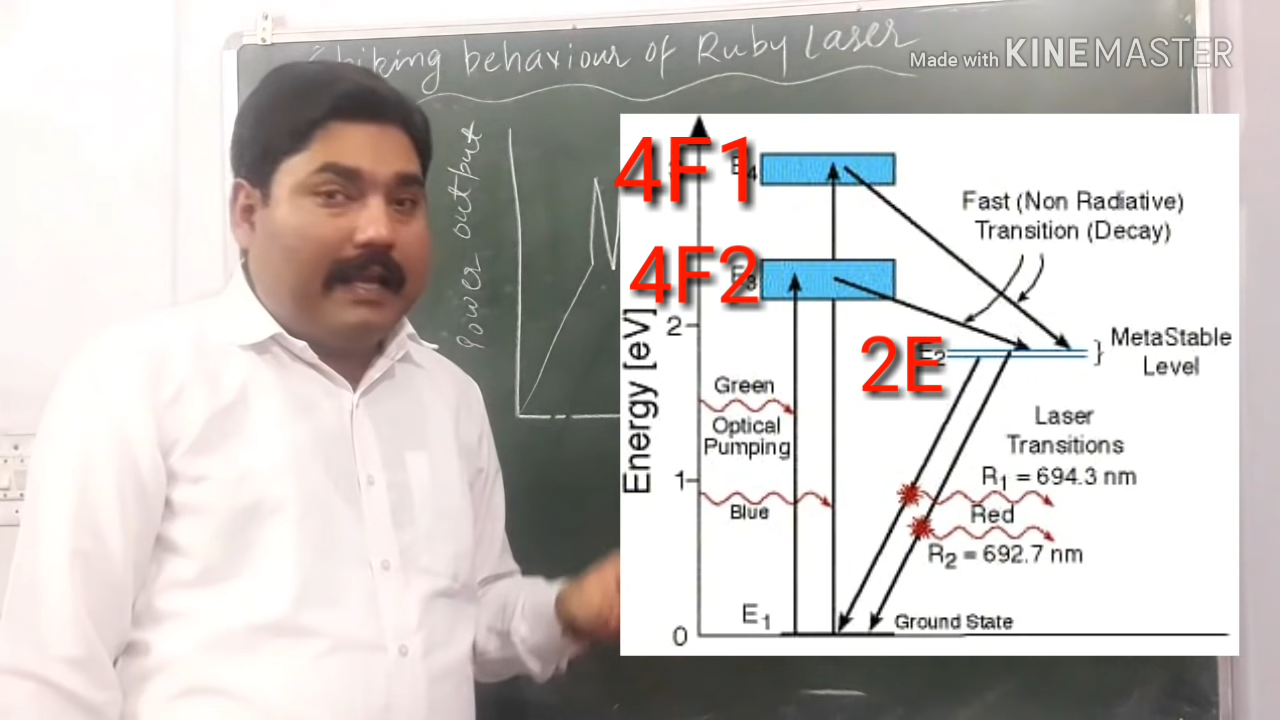 Spiking behaviour of Ruby Laser
Made with KINEMASTER
Power output
4F1
4F2
2E
Energy [eV]
2
1
0
Fast (Non Radiative)
Transition (Decay)
MetaStable
Level
Green
Optical
Pumping
Blue
Laser
Transitions
R1 = 694.3 nm
Red
R2 = 692.7 nm
E1
Ground State